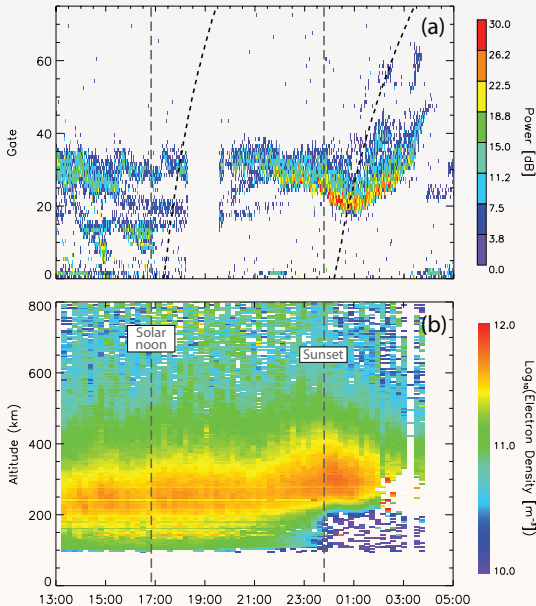 (a)
60
40
20
0
Gate
30.0
26.2
22.5
18.8
15.0
11.2
7.5
3.8
0.0
Power [dB]
(b)
Solar
noon
Sunset
800
600
400
200
0
Altitude (km)
13:00 15:00 17:00 19:00 21:00 23:00 01:00 03:00 05:00
12.0
11.0
10.0
Log₁₀(Electron Density [m⁻³])